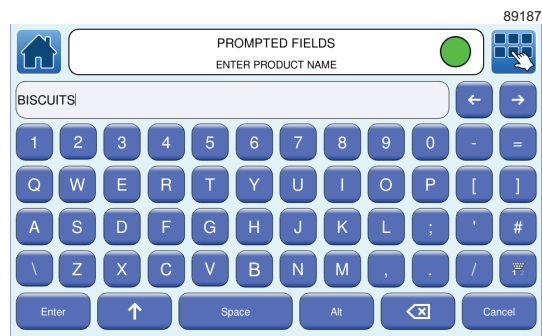 89187
PROMPTED FIELDS
ENTER PRODUCT NAME
BISCUITS
1 2 3 4 5 6 7 8 9 0 - =
Q W E R T Y U I O P [ ]
A S D F G H J K L ; ' #
\ Z X C V B N M , . /
Enter Space Alt Cancel